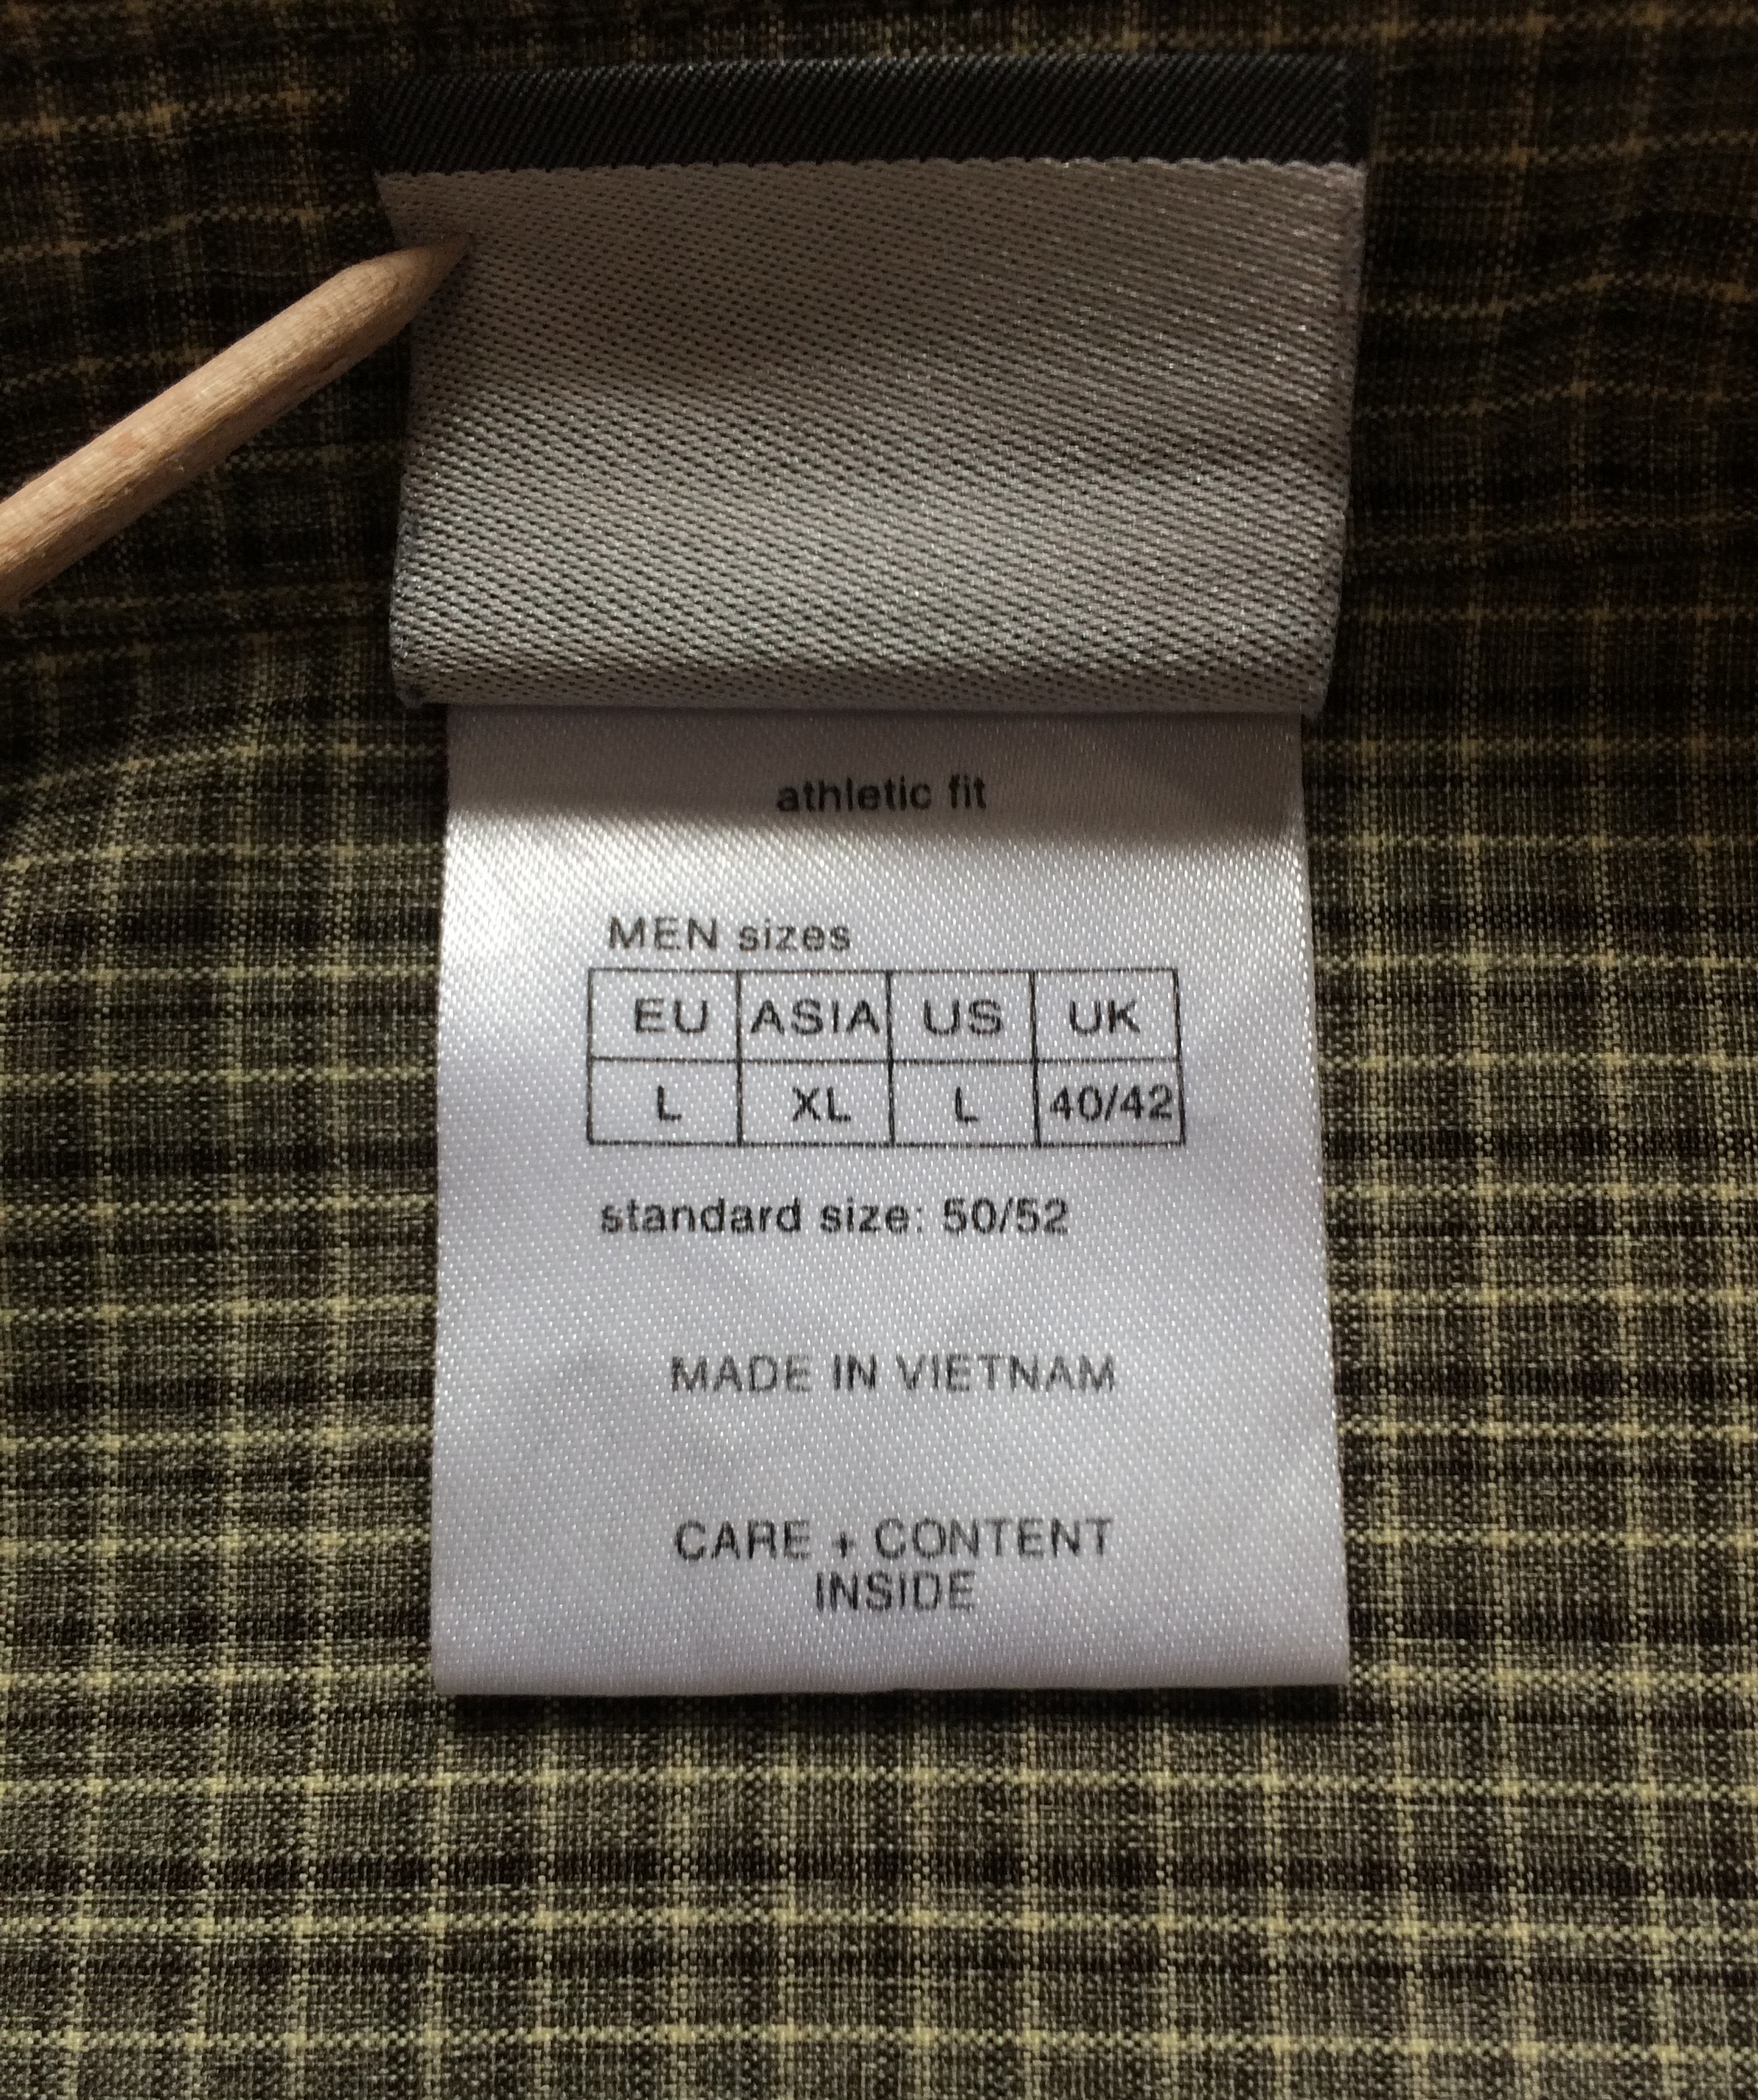 athletic fit
MEN sizes
EU ASIA US UK
L XL L 40/42
standard size: 50/52
MADE IN VIETNAM
CARE + CONTENT
INSIDE